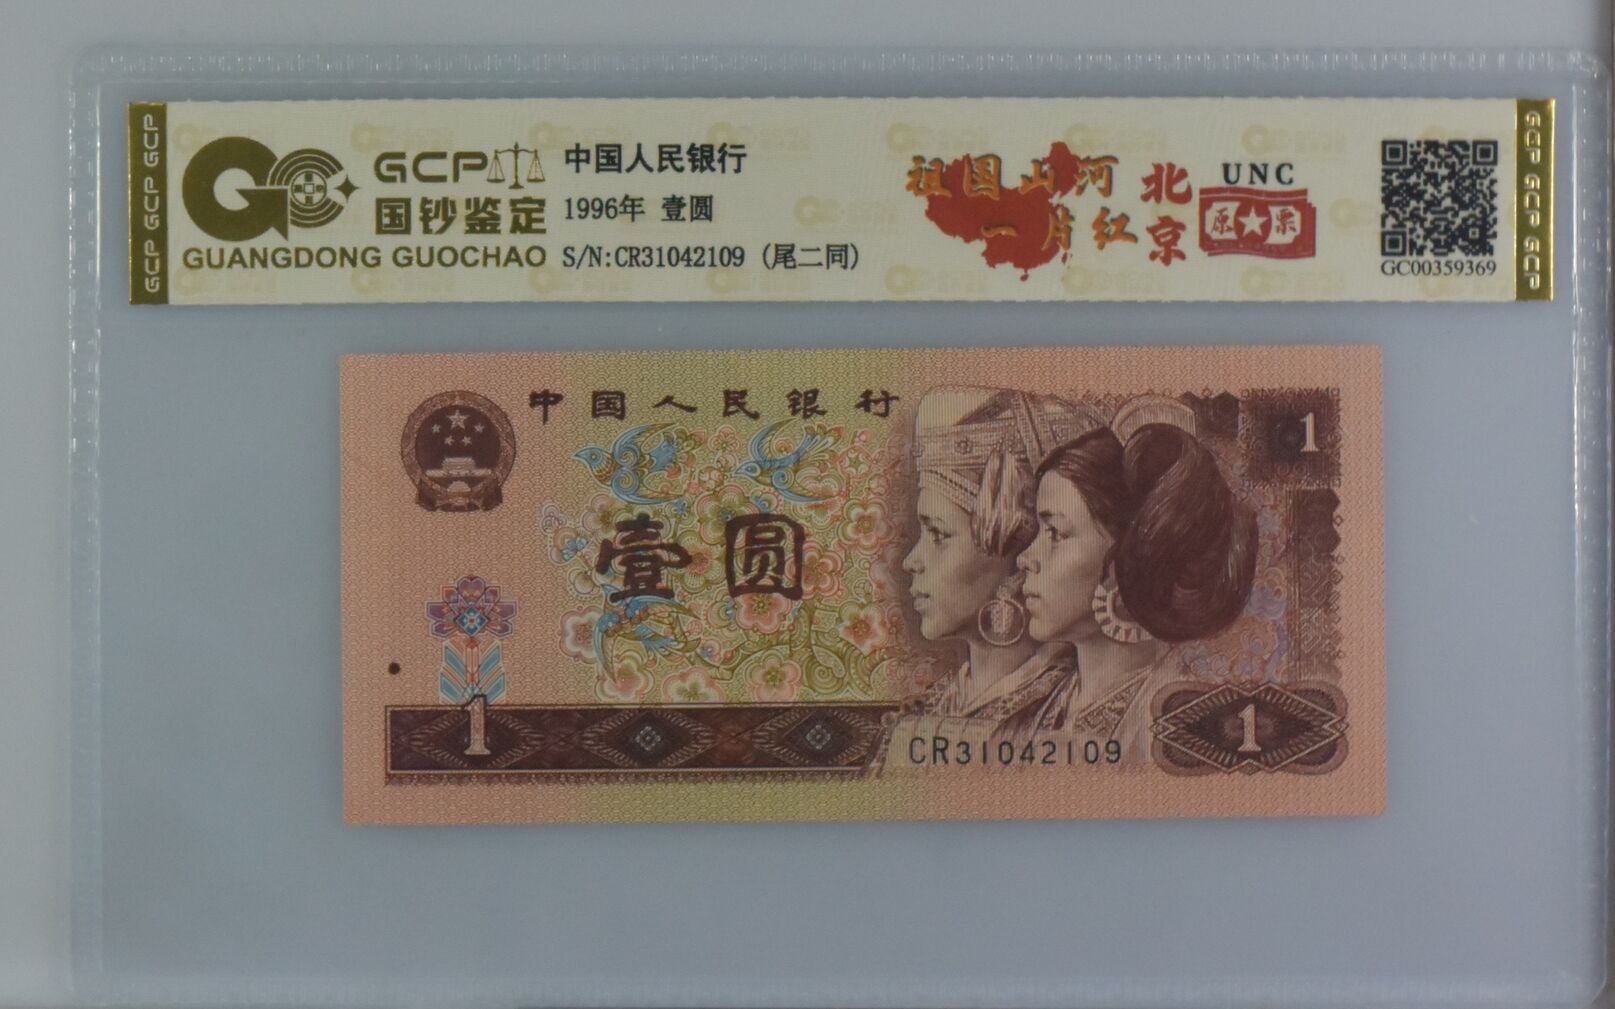 GCP
国钞鉴定
GUANGDONG GUOCHAO
中国人民银行
1996年 壹圆
S/N:CR31042109 (尾二同)
祖国山河
一片红
北京
UNC
原★票
GC00359369
GCP GCP GCP
GCP GCP GCP
中国人民银行
1
壹圆
1
CR31042109
1